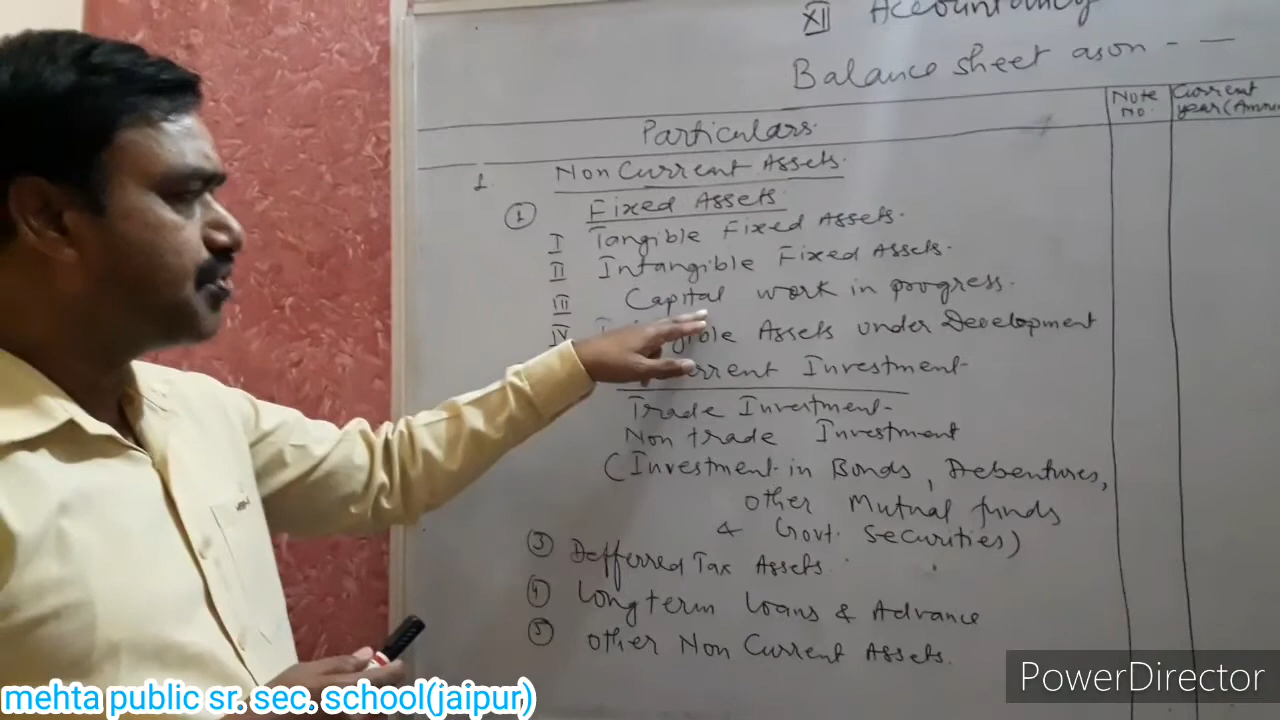 XII Accountancy
Balance sheet as on - —
Particulars.
Note No.
Current year (Amou
1. Non Current Assets.
① Fixed Assets
I Tangible Fixed Assets.
II Intangible Fixed Assets.
III Capital work in progress.
IV Assets under Development
Investment
Trade Investment
Non trade Investment
(Investment in Bonds, Debentures,
other Mutual funds
& Govt. Securities)
③ Defferred Tax Assets
④ Long term loans & Advance
⑤ other Non Current Assets.
PowerDirector
mehta public sr. sec. school(jaipur)